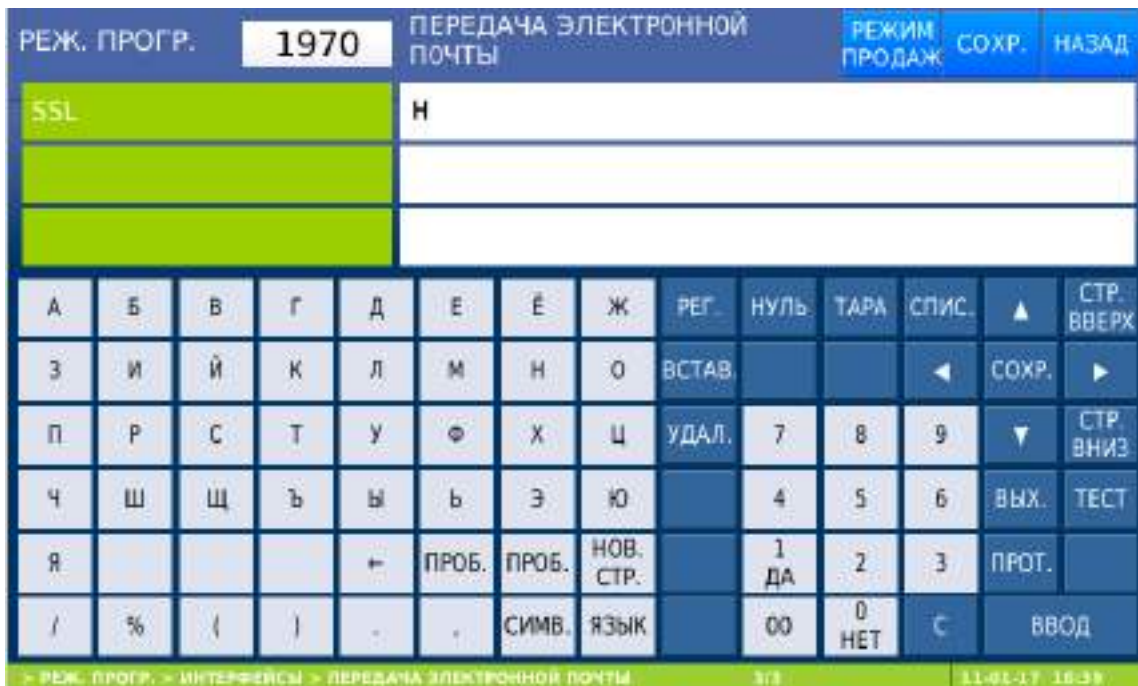 РЕЖ. ПРОГР. 1970 ПЕРЕДАЧА ЭЛЕКТРОННОЙ ПОЧТЫ РЕЖИМ ПРОДАЖ СОХР. НАЗАД
SSL Н
А Б В Г Д Е Ё Ж РЕГ. НУЛЬ ТАРА СПИС. ▲ СТР. ВВЕРХ
З И Й К Л М Н О ВСТАВ. ◀ СОХР. ▶
П Р С Т У Ф Х Ц УДАЛ. 7 8 9 ▼ СТР. ВНИЗ
Ч Ш Щ Ъ Ы Ь Э Ю 4 5 6 ВЫХ. ТЕСТ
Я ← ПРОБ. ПРОБ. НОВ. СТР. 1 ДА 2 3 ПРОТ.
/ % ( ) . , СИМВ. ЯЗЫК 00 0 НЕТ С ВВОД
> РЕЖ. ПРОГР. > ИНТЕРФЕЙСЫ > ПЕРЕДАЧА ЭЛЕКТРОННОЙ ПОЧТЫ 3/3 11-01-17 16:39